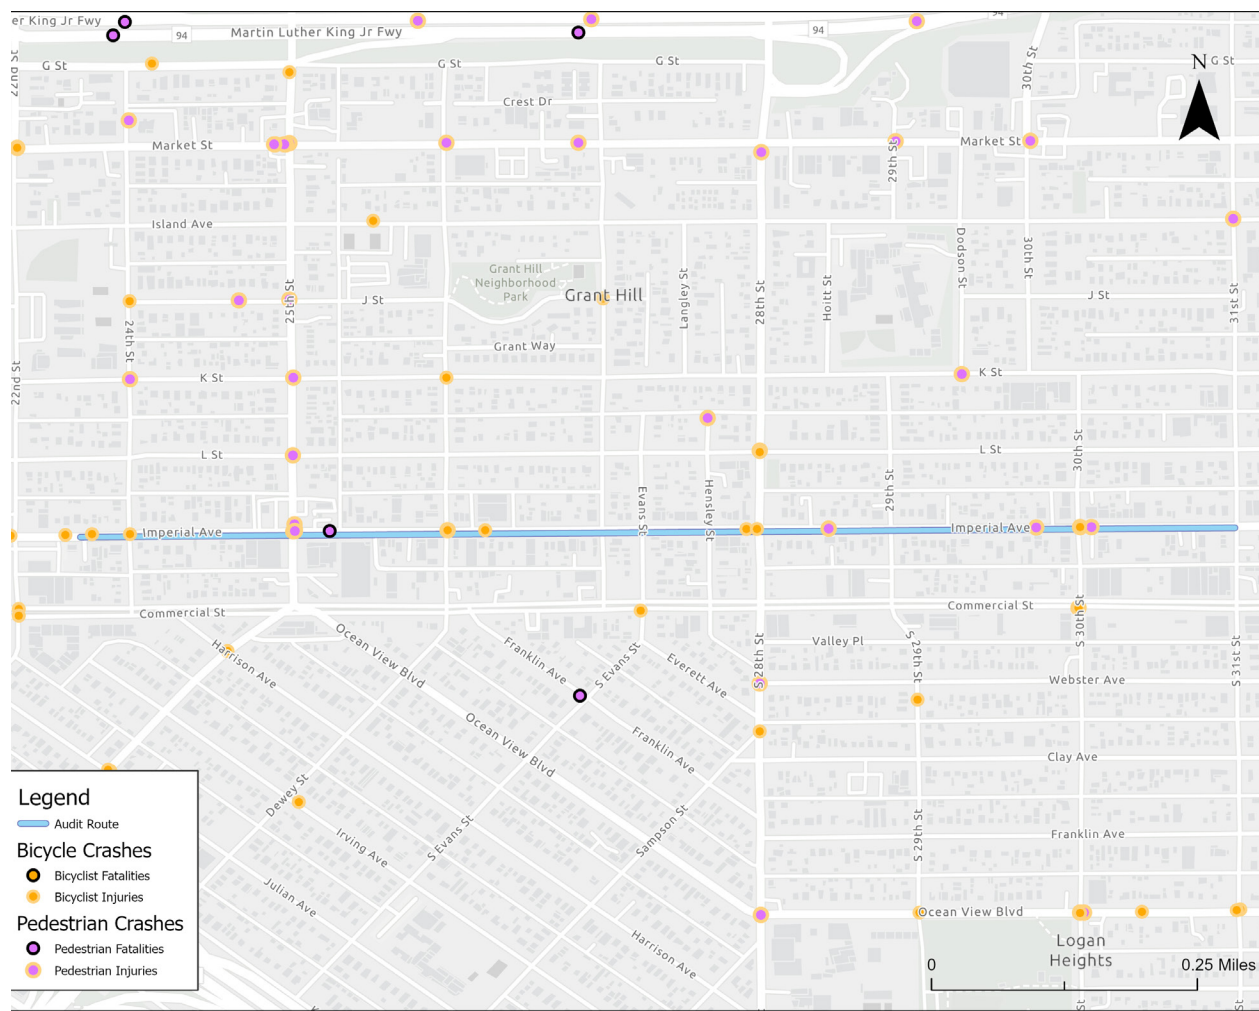 er King Jr Fwy
94
Martin Luther King Jr Fwy
94
94
22nd St
G St
G St
G St
30th St
N
G St
Crest Dr
Market St
29th St
Market St
Island Ave
Grant Hill
Neighborhood
Park
Grant Hill
25th St
J St
Langley St
28th St
Hoitt St
Dodson St
30th St
J St
31st St
24th St
Grant Way
22nd St
K St
K St
L St
L St
30th St
Evans St
Hensley St
29th St
Imperial Ave
Imperial Ave
Commercial St
Commercial St
S 30th St
Harrison Ave
Ocean View Blvd
Franklin Ave
S Evans St
Everett Ave
S 28th St
Valley Pl
S 29th St
Webster Ave
S 31st St
Ocean View Blvd
Franklin Ave
Clay Ave
Dewey St
Irving Ave
S Evans St
Sampson St
S 29th St
Franklin Ave
Julian Ave
Harrison Ave
Ocean View Blvd
Logan
Heights
St
St
Legend
Audit Route
Bicycle Crashes
Bicyclist Fatalities
Bicyclist Injuries
Pedestrian Crashes
Pedestrian Fatalities
Pedestrian Injuries
0
0.25 Miles